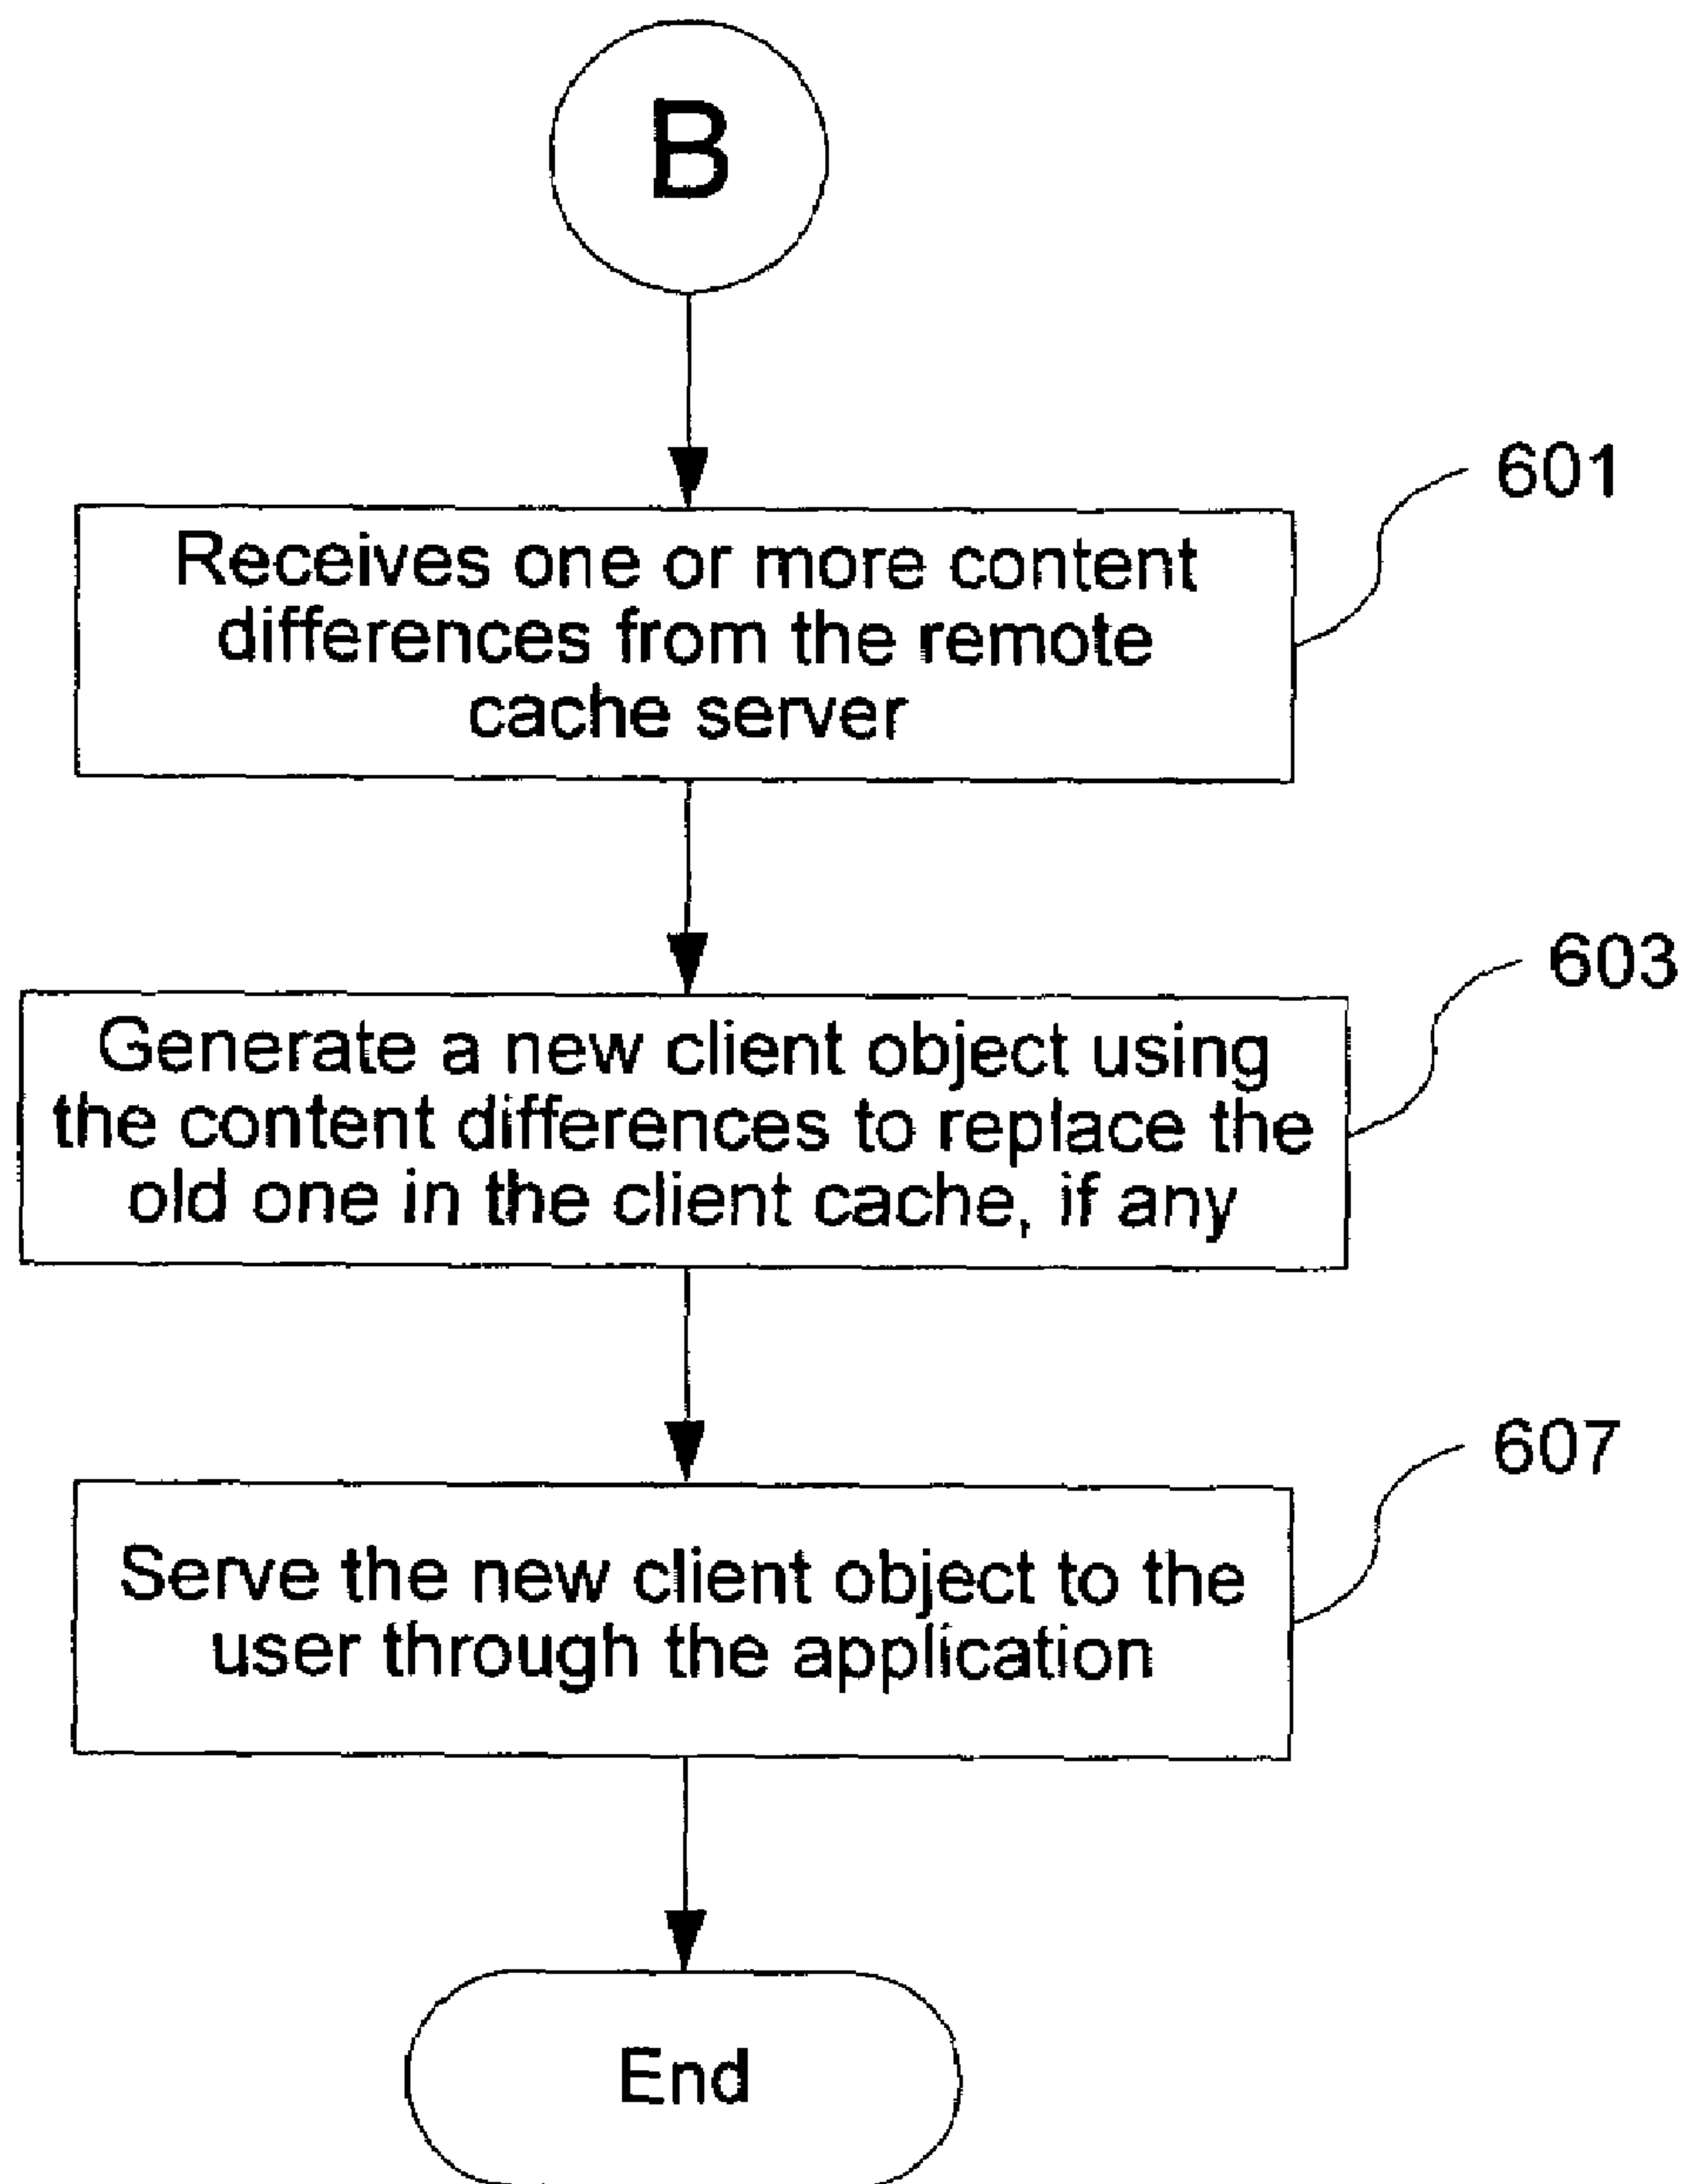 B
601
Receives one or more content
differences from the remote
cache server
603
Generate a new client object using
the content differences to replace the
old one in the client cache, if any
607
Serve the new client object to the
user through the application
End